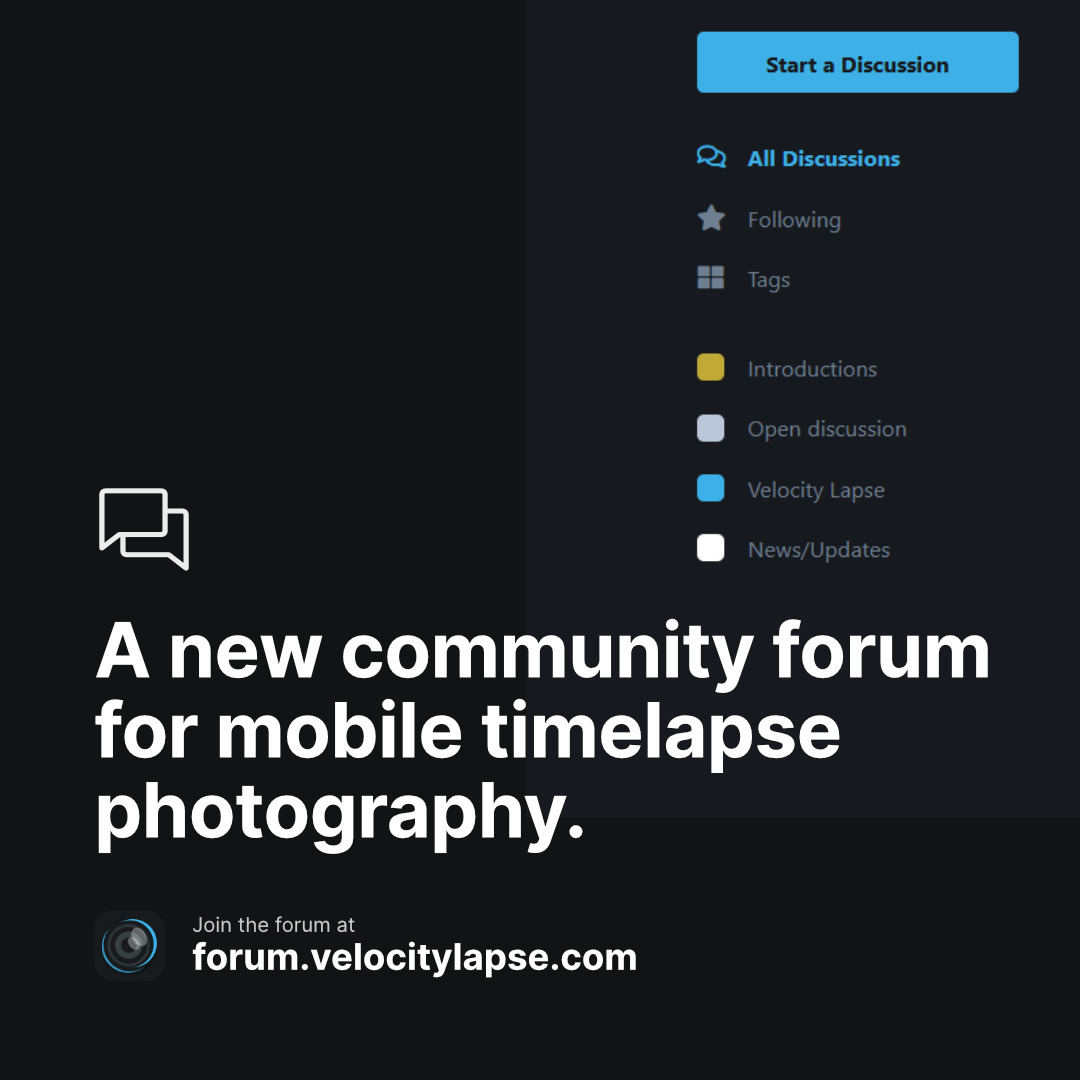 Start a Discussion
All Discussions
Following
Tags
Introductions
Open discussion
Velocity Lapse
News/Updates
A new community forum
for mobile timelapse
photography.
Join the forum at
forum.velocitylapse.com